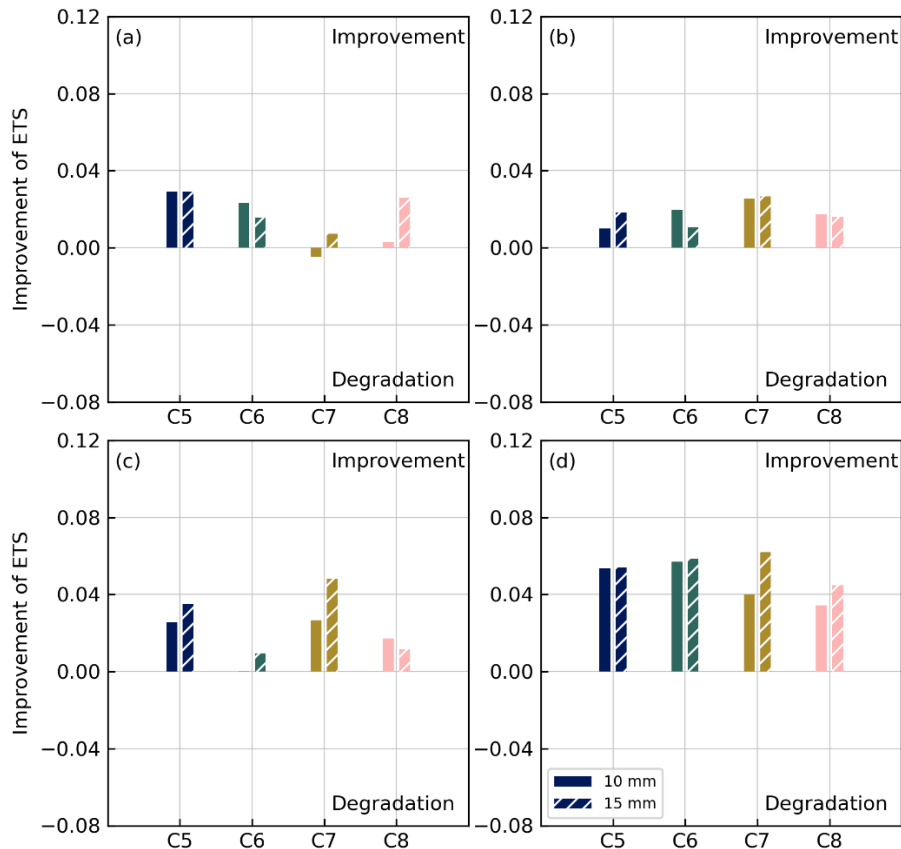 (a)
Improvement
0.12
0.08
0.04
0.00
−0.04
−0.08
Improvement of ETS
Degradation
C5 C6 C7 C8
(b)
Improvement
0.12
0.08
0.04
0.00
−0.04
−0.08
Degradation
C5 C6 C7 C8
(c)
Improvement
0.12
0.08
0.04
0.00
−0.04
−0.08
Improvement of ETS
Degradation
C5 C6 C7 C8
(d)
Improvement
0.12
0.08
0.04
0.00
−0.04
−0.08
10 mm
15 mm
Degradation
C5 C6 C7 C8